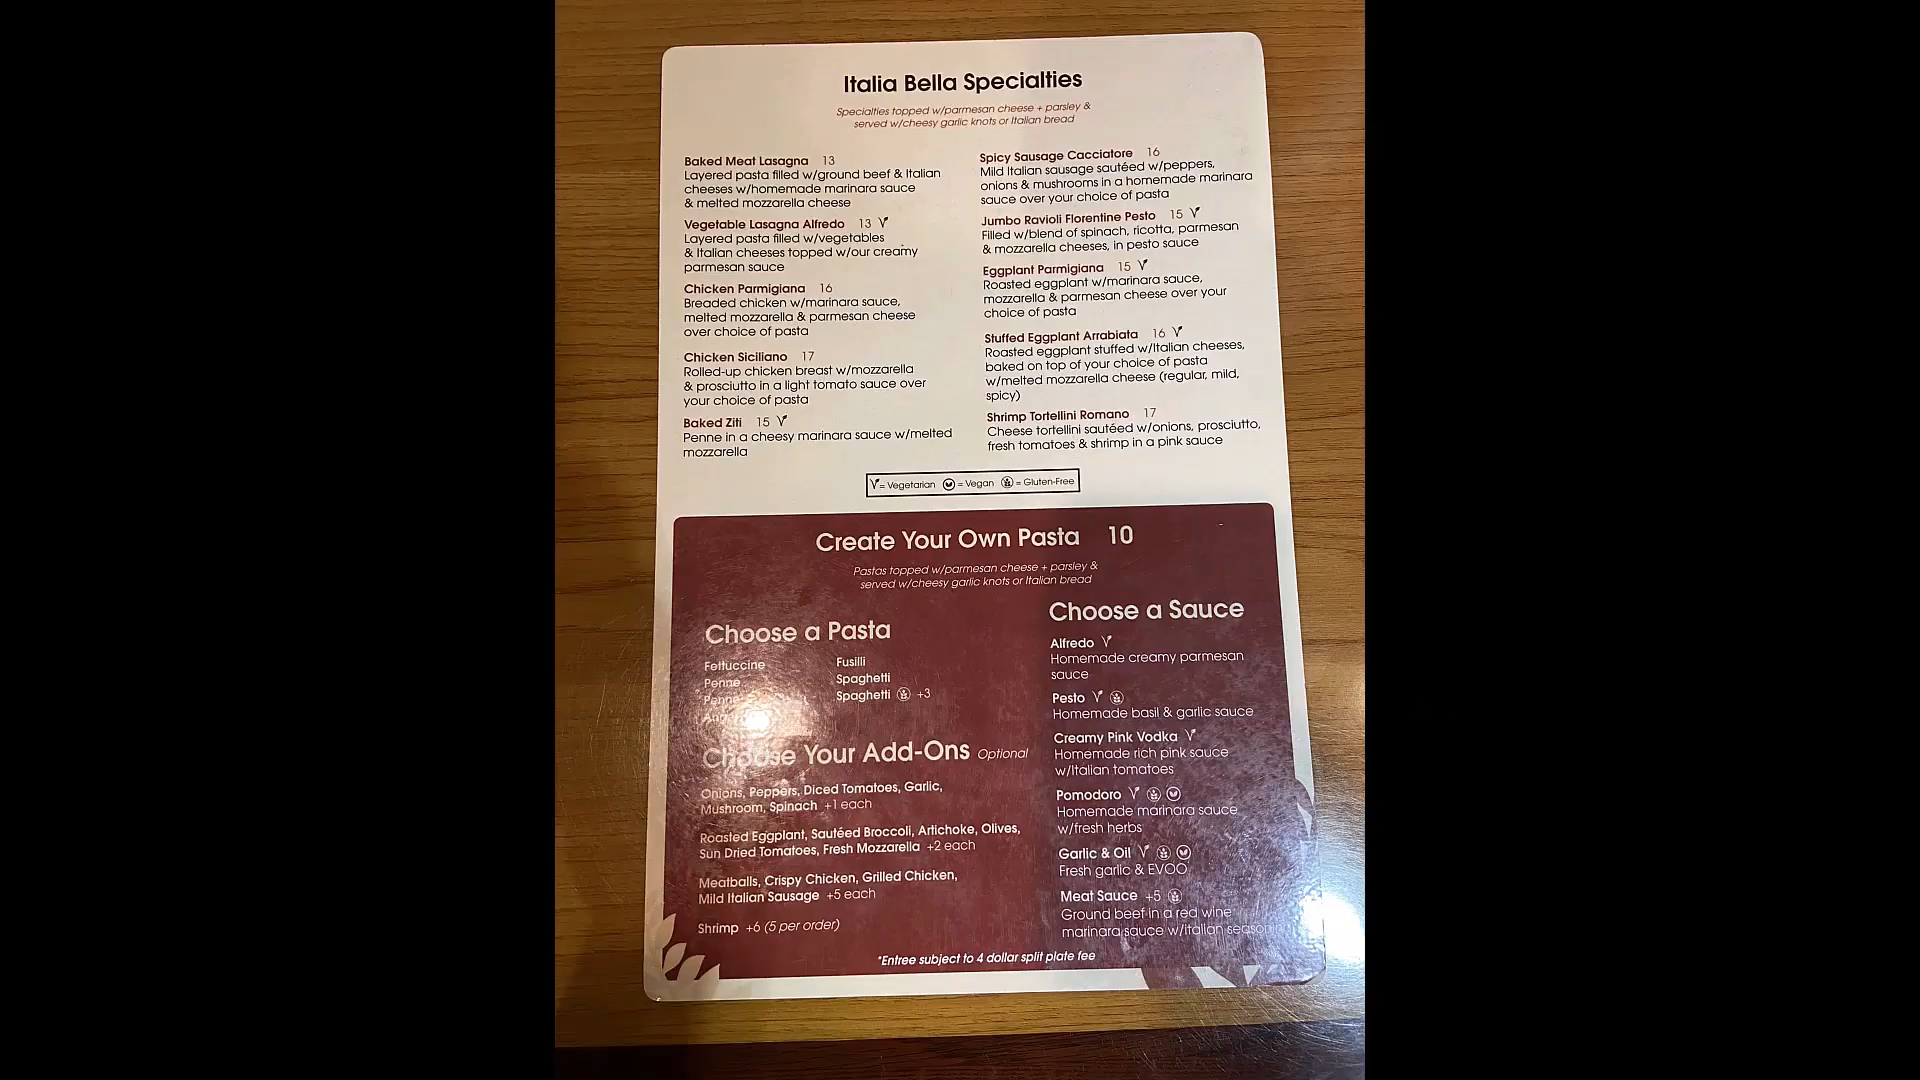 Italia Bella Specialties
Specialties topped w/parmesan cheese + parsley &
served w/cheesy garlic knots or Italian bread
Baked Meat Lasagna 13
Layered pasta filled w/ground beef & Italian
cheeses w/homemade marinara sauce
& melted mozzarella cheese
Vegetable Lasagna Alfredo 13 V
Layered pasta filled w/vegetables
& Italian cheeses topped w/our creamy
parmesan sauce
Chicken Parmigiana 16
Breaded chicken w/marinara sauce,
melted mozzarella & parmesan cheese
over choice of pasta
Chicken Siciliano 17
Rolled-up chicken breast w/mozzarella
& prosciutto in a light tomato sauce over
your choice of pasta
Baked Ziti 15 V
Penne in a cheesy marinara sauce w/melted
mozzarella
Spicy Sausage Cacciatore 16
Mild Italian sausage sautéed w/peppers,
onions & mushrooms in a homemade marinara
sauce over your choice of pasta
Jumbo Ravioli Florentine Pesto 15 V
Filled w/blend of spinach, ricotta, parmesan
& mozzarella cheeses, in pesto sauce
Eggplant Parmigiana 15 V
Roasted eggplant w/marinara sauce,
mozzarella & parmesan cheese over your
choice of pasta
Stuffed Eggplant Arrabiata 16 V
Roasted eggplant stuffed w/Italian cheeses,
baked on top of your choice of pasta
w/melted mozzarella cheese (regular, mild,
spicy)
Shrimp Tortellini Romano 17
Cheese tortellini sautéed w/onions, prosciutto,
fresh tomatoes & shrimp in a pink sauce
V = Vegetarian = Vegan = Gluten-Free
Create Your Own Pasta 10
Pastas topped w/parmesan cheese + parsley &
served w/cheesy garlic knots or Italian bread
Choose a Pasta
Fettuccine
Penne
Penne
Fusilli
Spaghetti
Spaghetti +3
Choose Your Add-Ons Optional
Onions, Peppers, Diced Tomatoes, Garlic,
Mushroom, Spinach +1 each
Roasted Eggplant, Sautéed Broccoli, Artichoke, Olives,
Sun Dried Tomatoes, Fresh Mozzarella +2 each
Meatballs, Crispy Chicken, Grilled Chicken,
Mild Italian Sausage +5 each
Shrimp +6 (5 per order)
Choose a Sauce
Alfredo V
Homemade creamy parmesan
sauce
Pesto V
Homemade basil & garlic sauce
Creamy Pink Vodka V
Homemade rich pink sauce
w/Italian tomatoes
Pomodoro V
Homemade marinara sauce
w/fresh herbs
Garlic & Oil V
Fresh garlic & EVOO
Meat Sauce +5
Ground beef in a red wine
marinara sauce w/italian
*Entree subject to 4 dollar split plate fee